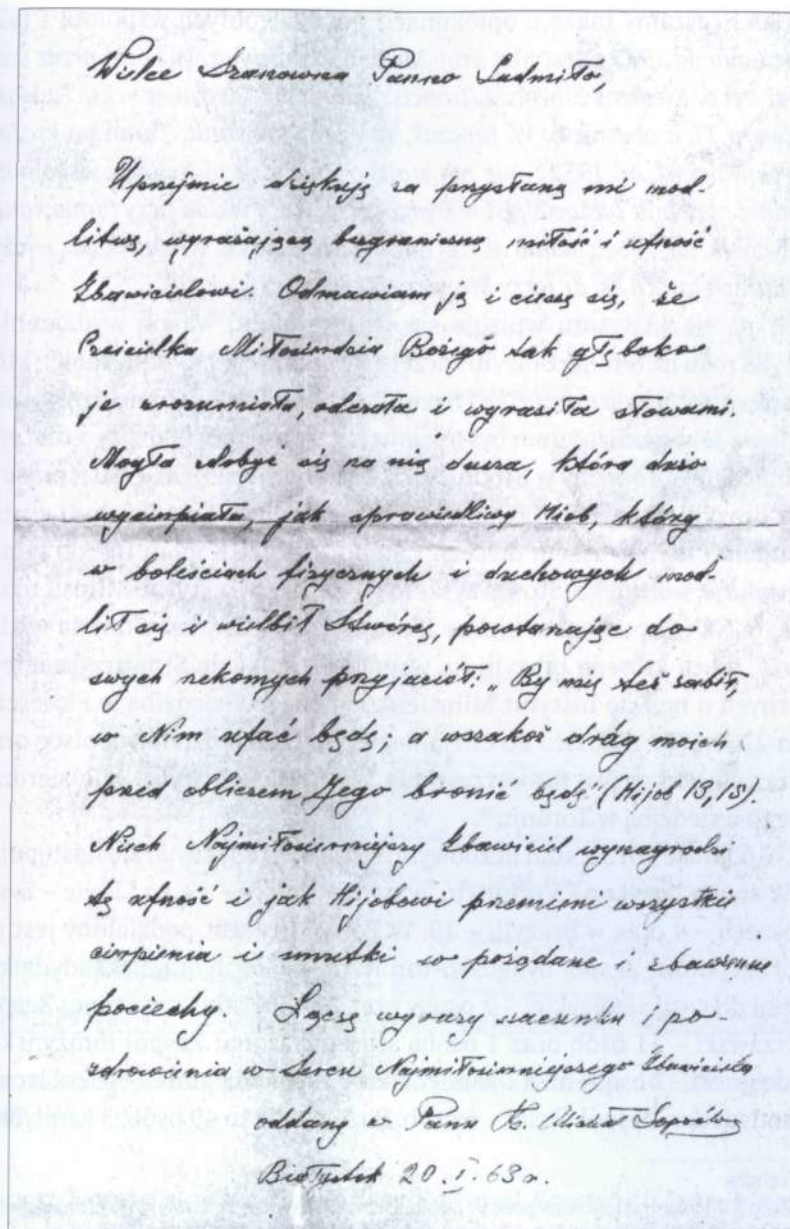 Wielce Szanowna Panno Ludmiło,
Uprzejmie dziękuję za przysłaną mi mod-
litwę, wyrażającą bezgraniczną miłość i ufność
Zbawicielowi. Odmawiam ją i cieszę się, że
Czcicielka Miłosierdzia Bożego tak głęboko
je zrozumiała, odczuła i wyraziła słowami.
Mogła zdobyć się na nią dusza, która dużo
wycierpiała, jak sprawiedliwy Hiob, który
w boleściach fizycznych i duchowych mod-
lił się i wielbił Stwórcę, powtarzając do
swych rzekomych przyjaciół: „By mię też zabił,
w Nim ufać będę; a wszakoż dróg moich
przed obliczem Jego bronić będę" (Hijob 13,15).
Niech Najmiłosierniejszy Zbawiciel wynagrodzi
tę ufność i jak Hijobowi przemieni wszystkie
cierpienia i smutki w pożądane i zbawienne
pociechy. Łączę wyrazy szacunku i po-
zdrowienia w Sercu Najmiłosierniejszego Zbawiciela
oddany w Panu Ks. Michał Sopoćko
Białystok 20.I.63 r.